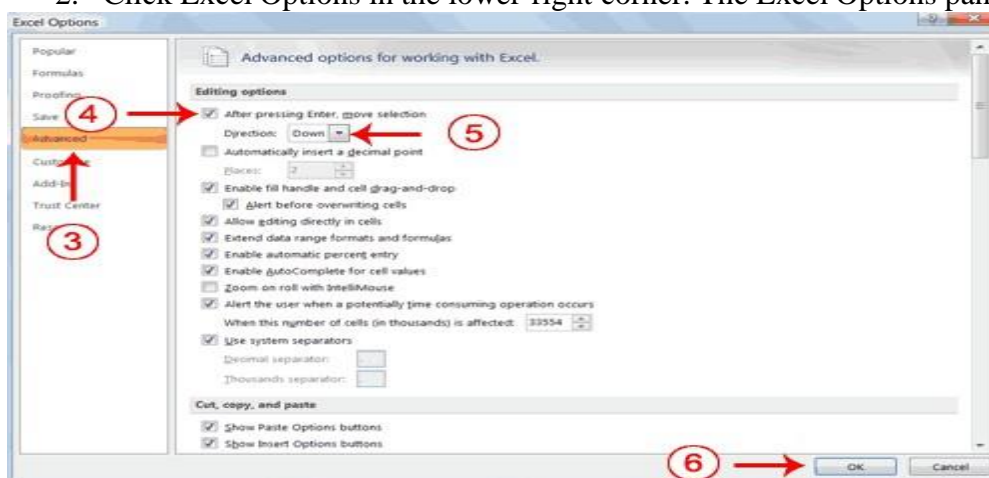 2. Click Excel Options in the lower right corner. The Excel Options pan
Excel Options
Popular
Formulas
Proofing
Save
Advanced
Customize
Add-Ins
Trust Center
Advanced options for working with Excel.
Editing options
After pressing Enter, move selection
Direction: Down
Automatically insert a decimal point
Places: 2
Enable fill handle and cell drag-and-drop
Alert before overwriting cells
Allow editing directly in cells
Extend data range formats and formulas
Enable automatic percent entry
Enable AutoComplete for cell values
Zoom on roll with IntelliMouse
Alert the user when a potentially time consuming operation occurs
When this number of cells (in thousands) is affected: 33554
Use system separators
Decimal separator:
Thousands separator:
Cut, copy, and paste
Show Paste Options buttons
Show Insert Options buttons
OK
Cancel
3
4
5
6